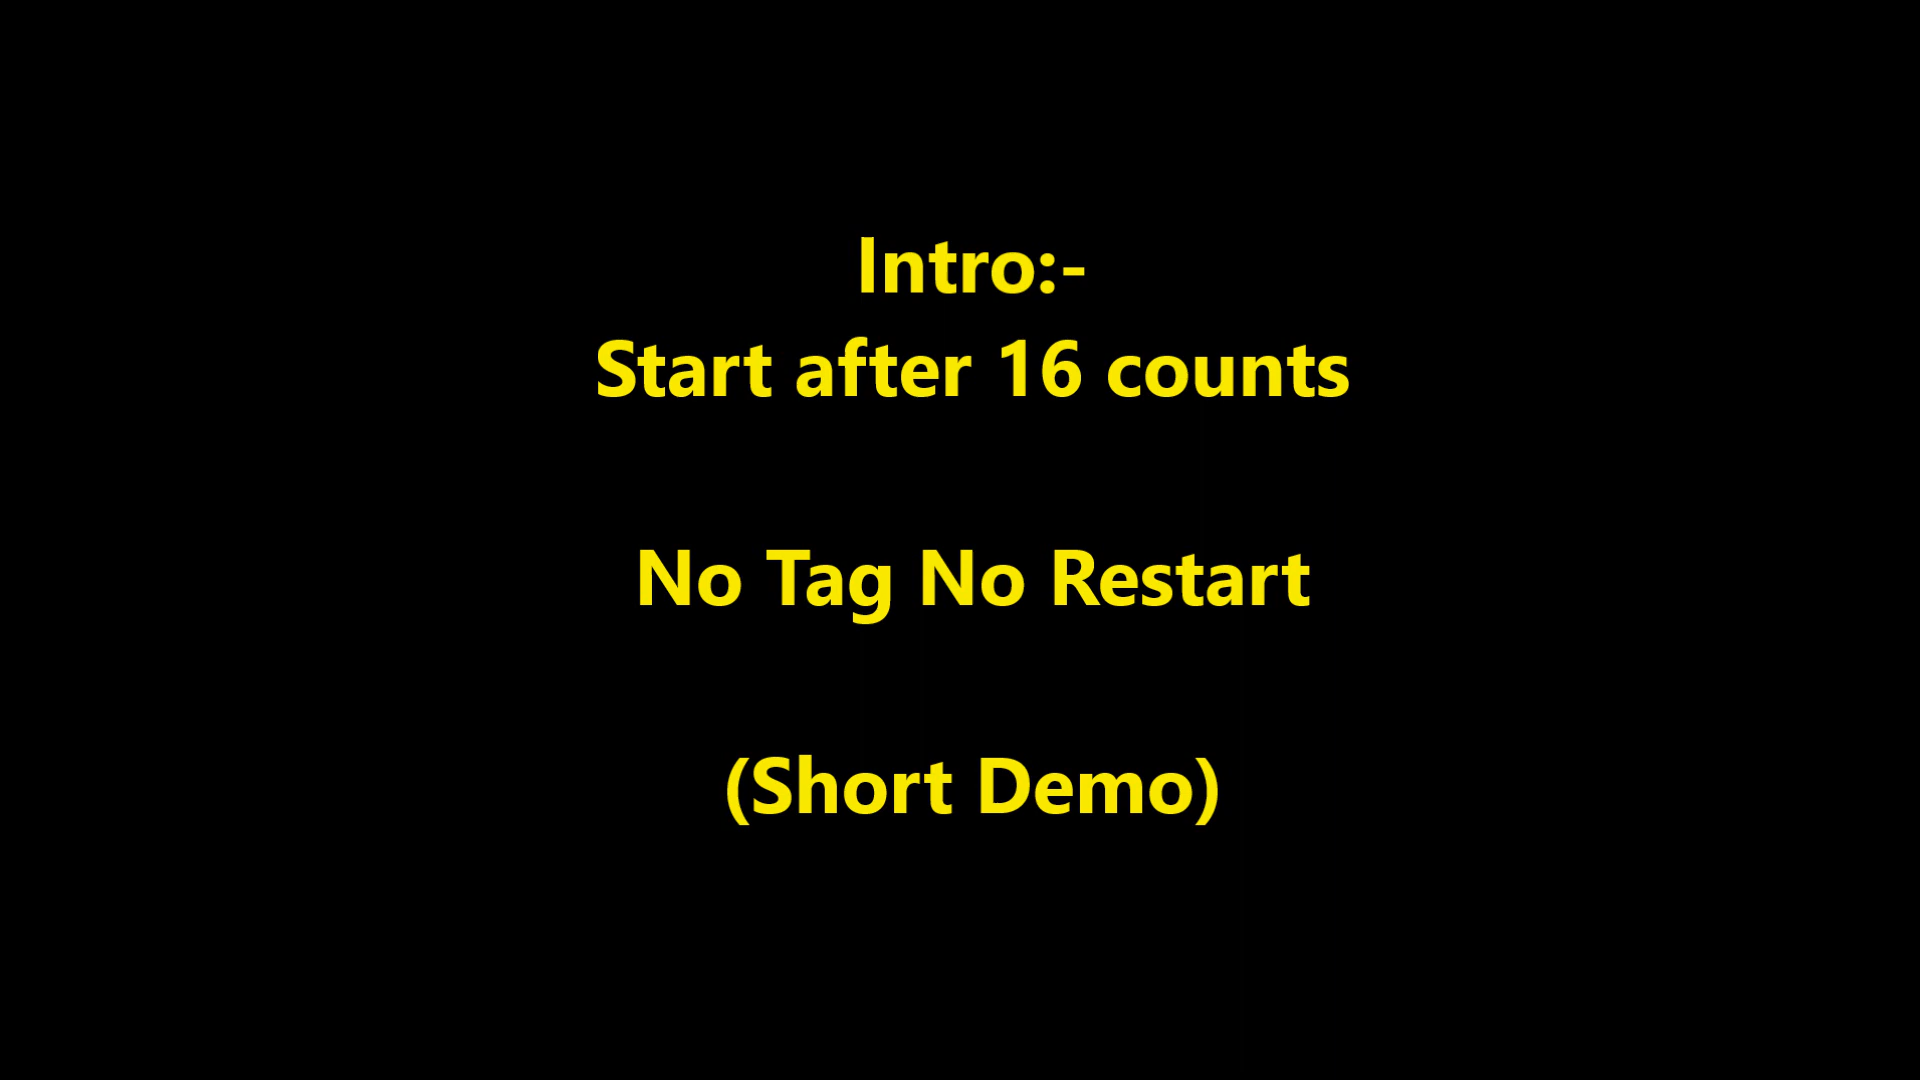 Intro:-
Start after 16 counts
No Tag No Restart
(Short Demo)